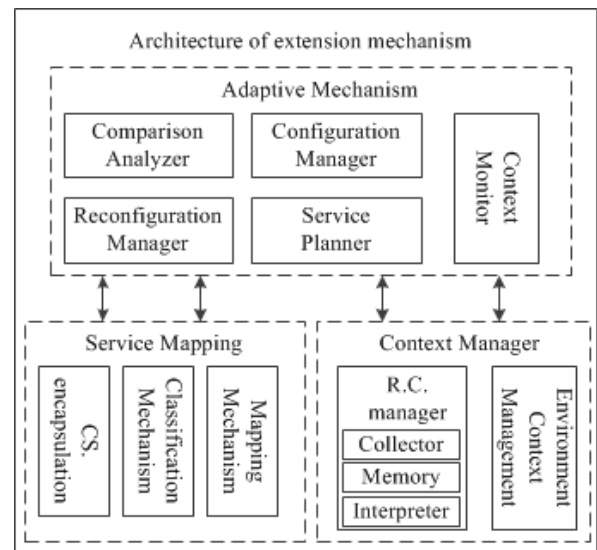 Architecture of extension mechanism
Adaptive Mechanism
Comparison
Analyzer
Configuration
Manager
Context
Monitor
Reconfiguration
Manager
Service
Planner
Service Mapping
CS.
encapsulation
Classification
Mechanism
Mapping
Mechanism
Context Manager
R.C.
manager
Collector
Memory
Interpreter
Environment
Context
Management